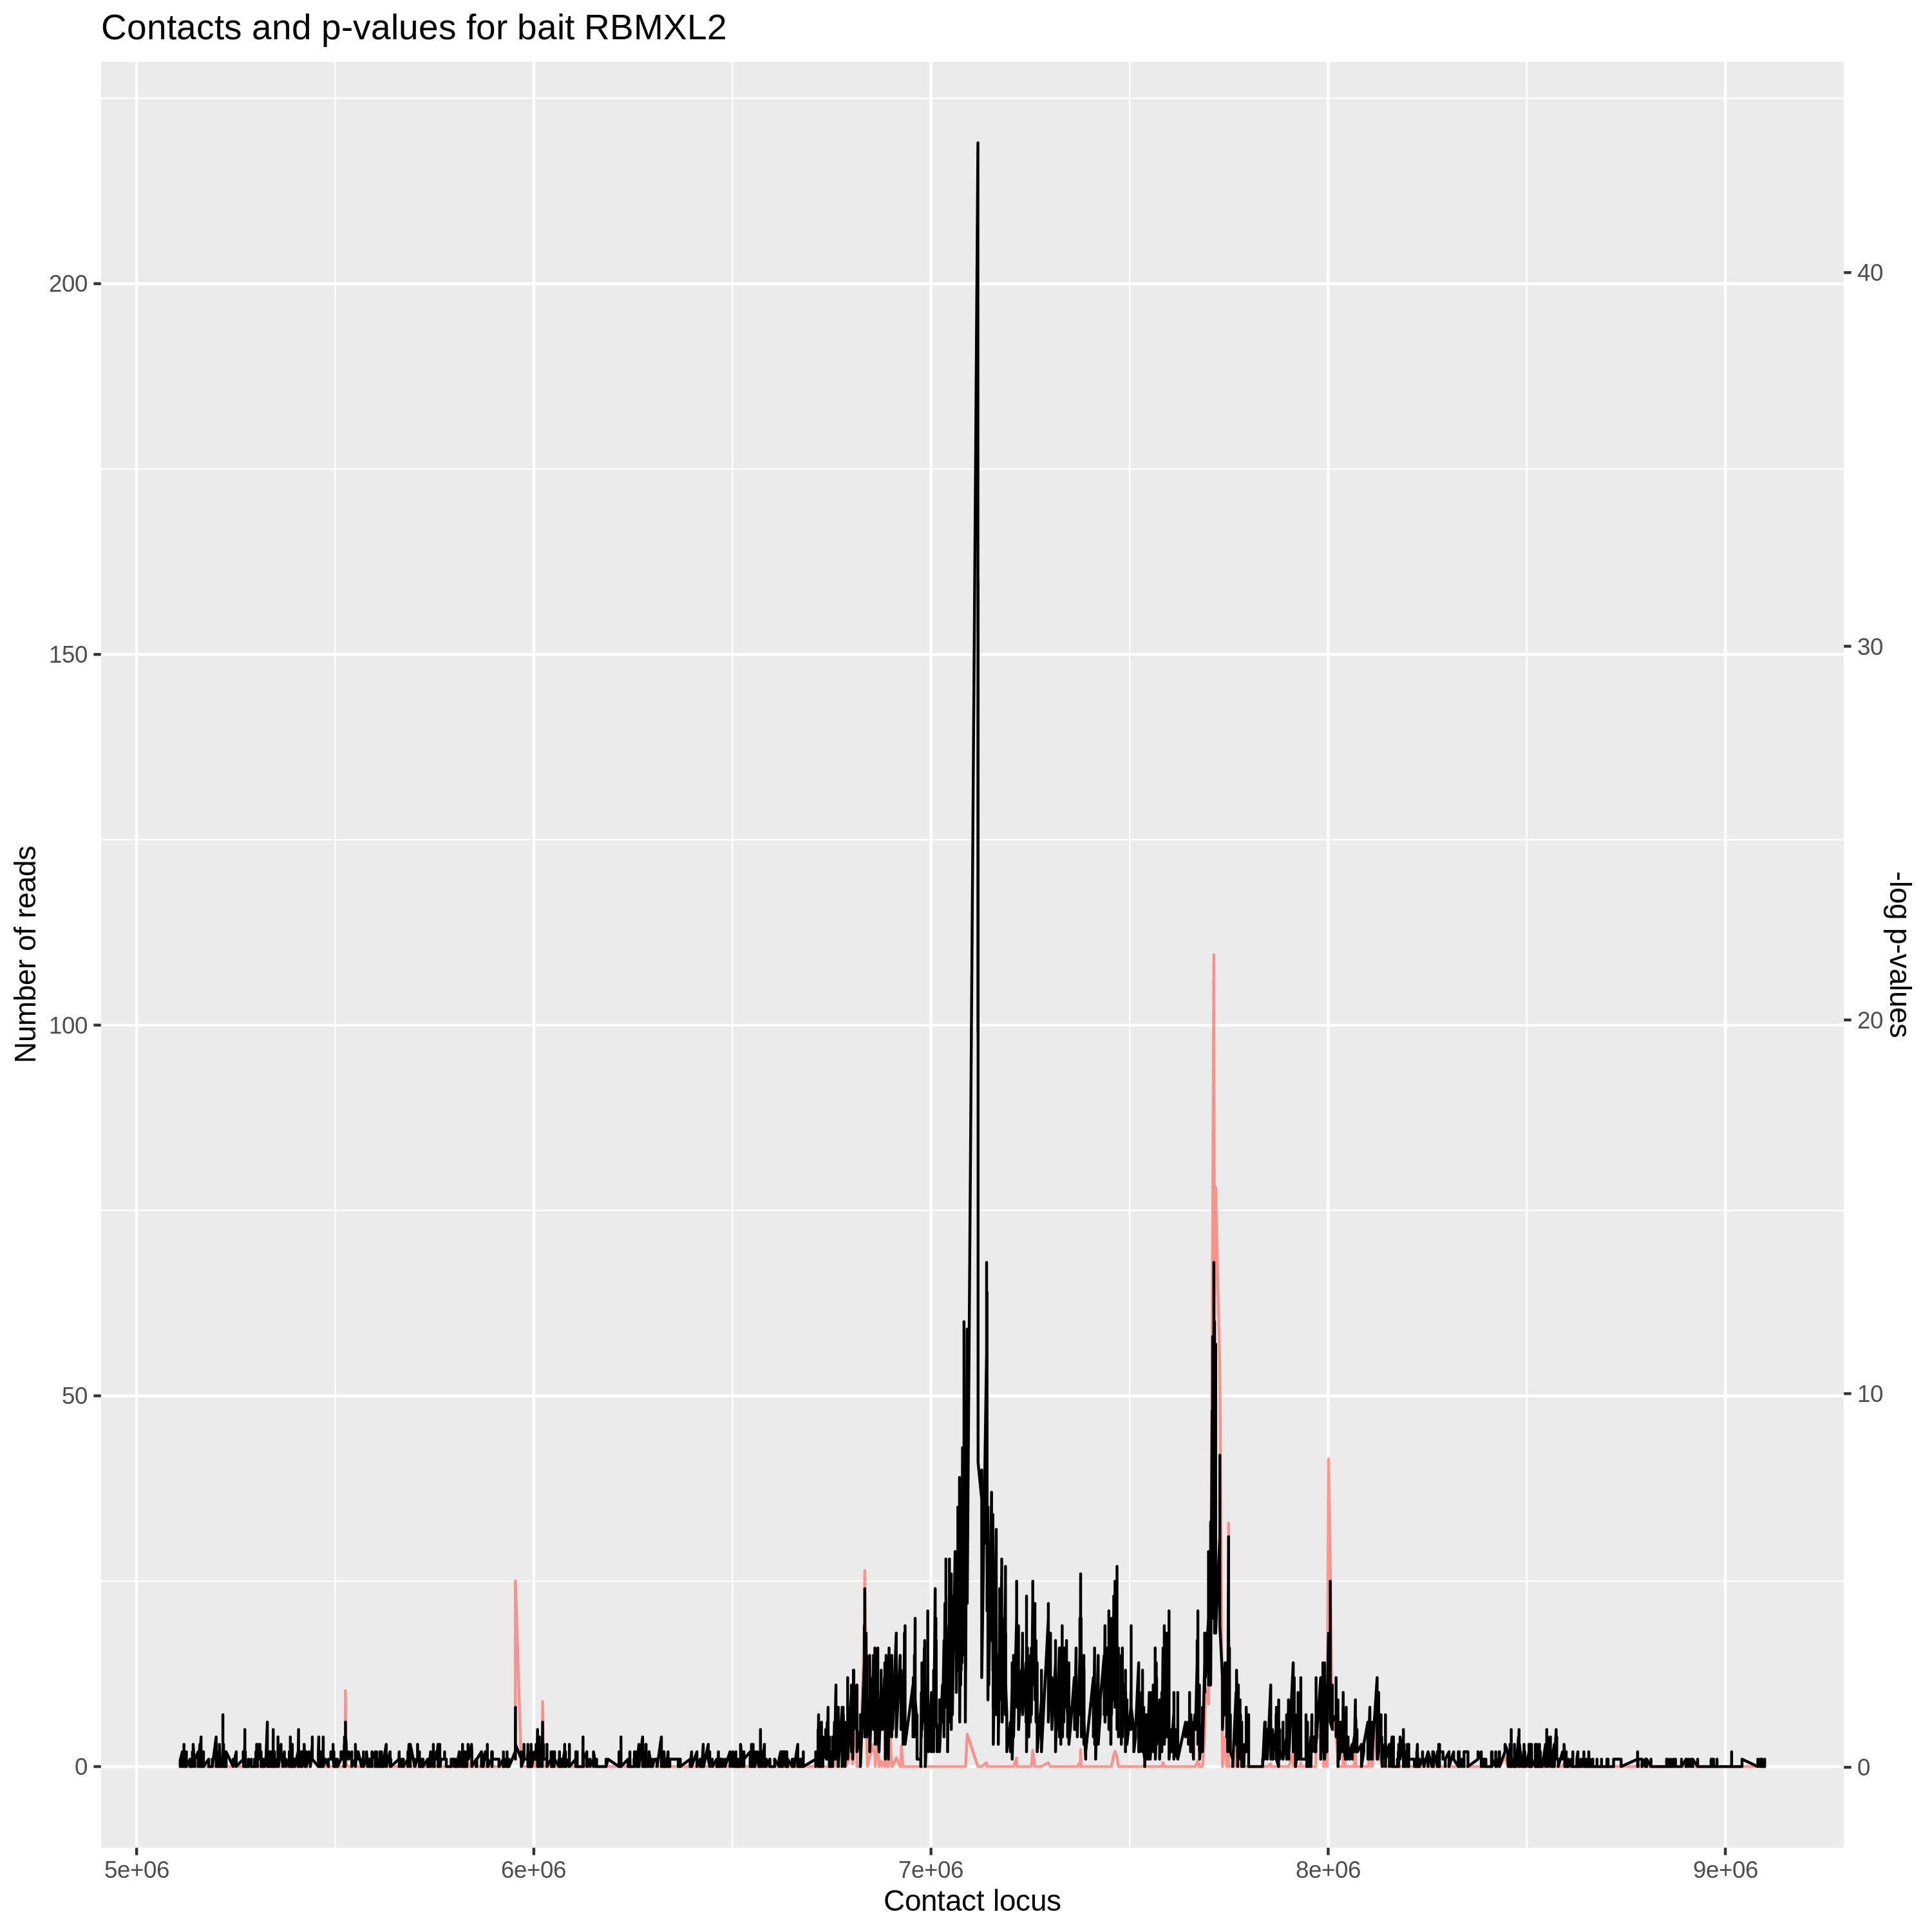 Contacts and p-values for bait RBMXL2
200
150
100
50
0
Number of reads
40
30
20
10
0
-log p-values
5e+06 6e+06 7e+06 8e+06 9e+06
Contact locus